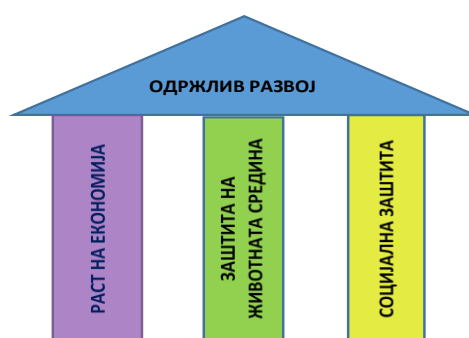 ОДРЖЛИВ РАЗВОЈ
РАСТ НА ЕКОНОМИЈА
ЗАШТИТА НА
ЖИВОТНАТА СРЕДИНА
СОЦИЈАЛНА ЗАШТИТА